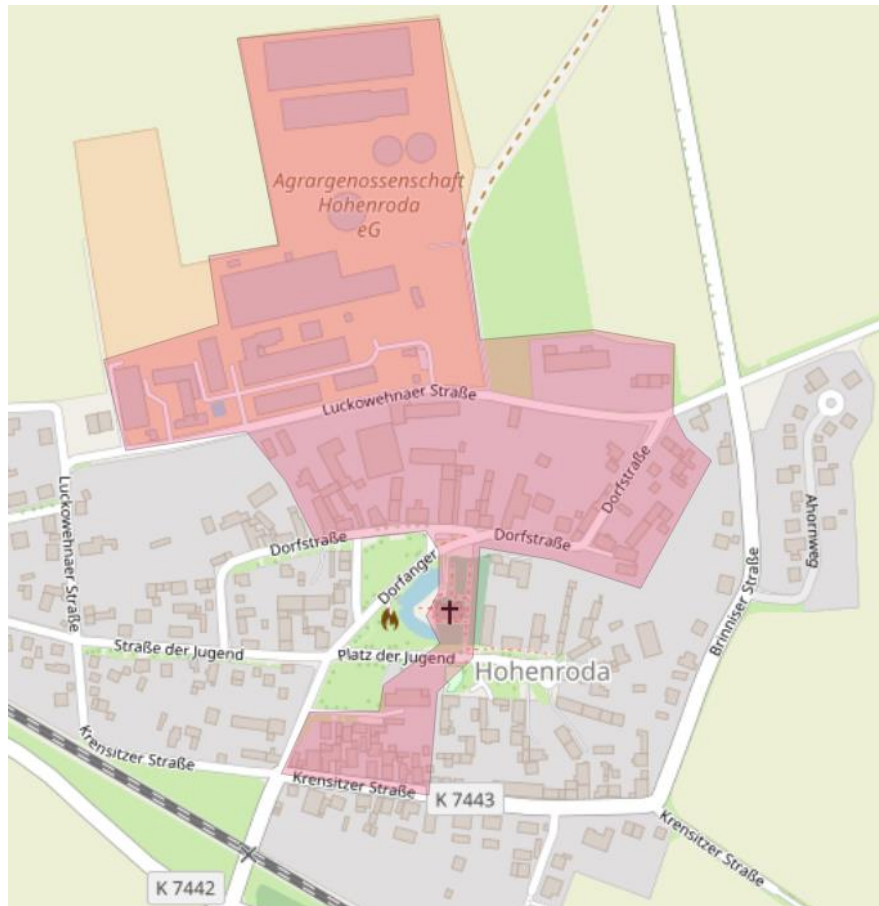 Agrargenossenschaft
Hohenroda
eG
Luckowehnaer Straße
Luckowehnaer Straße
Dorfstraße
Dorfstraße
Dorfstraße
Ahornweg
Dorfanger
Brinniser Straße
Straße der Jugend
Platz der Jugend
Hohenroda
Krensitzer Straße
Krensitzer Straße
K 7443
Krensitzer Straße
K 7442